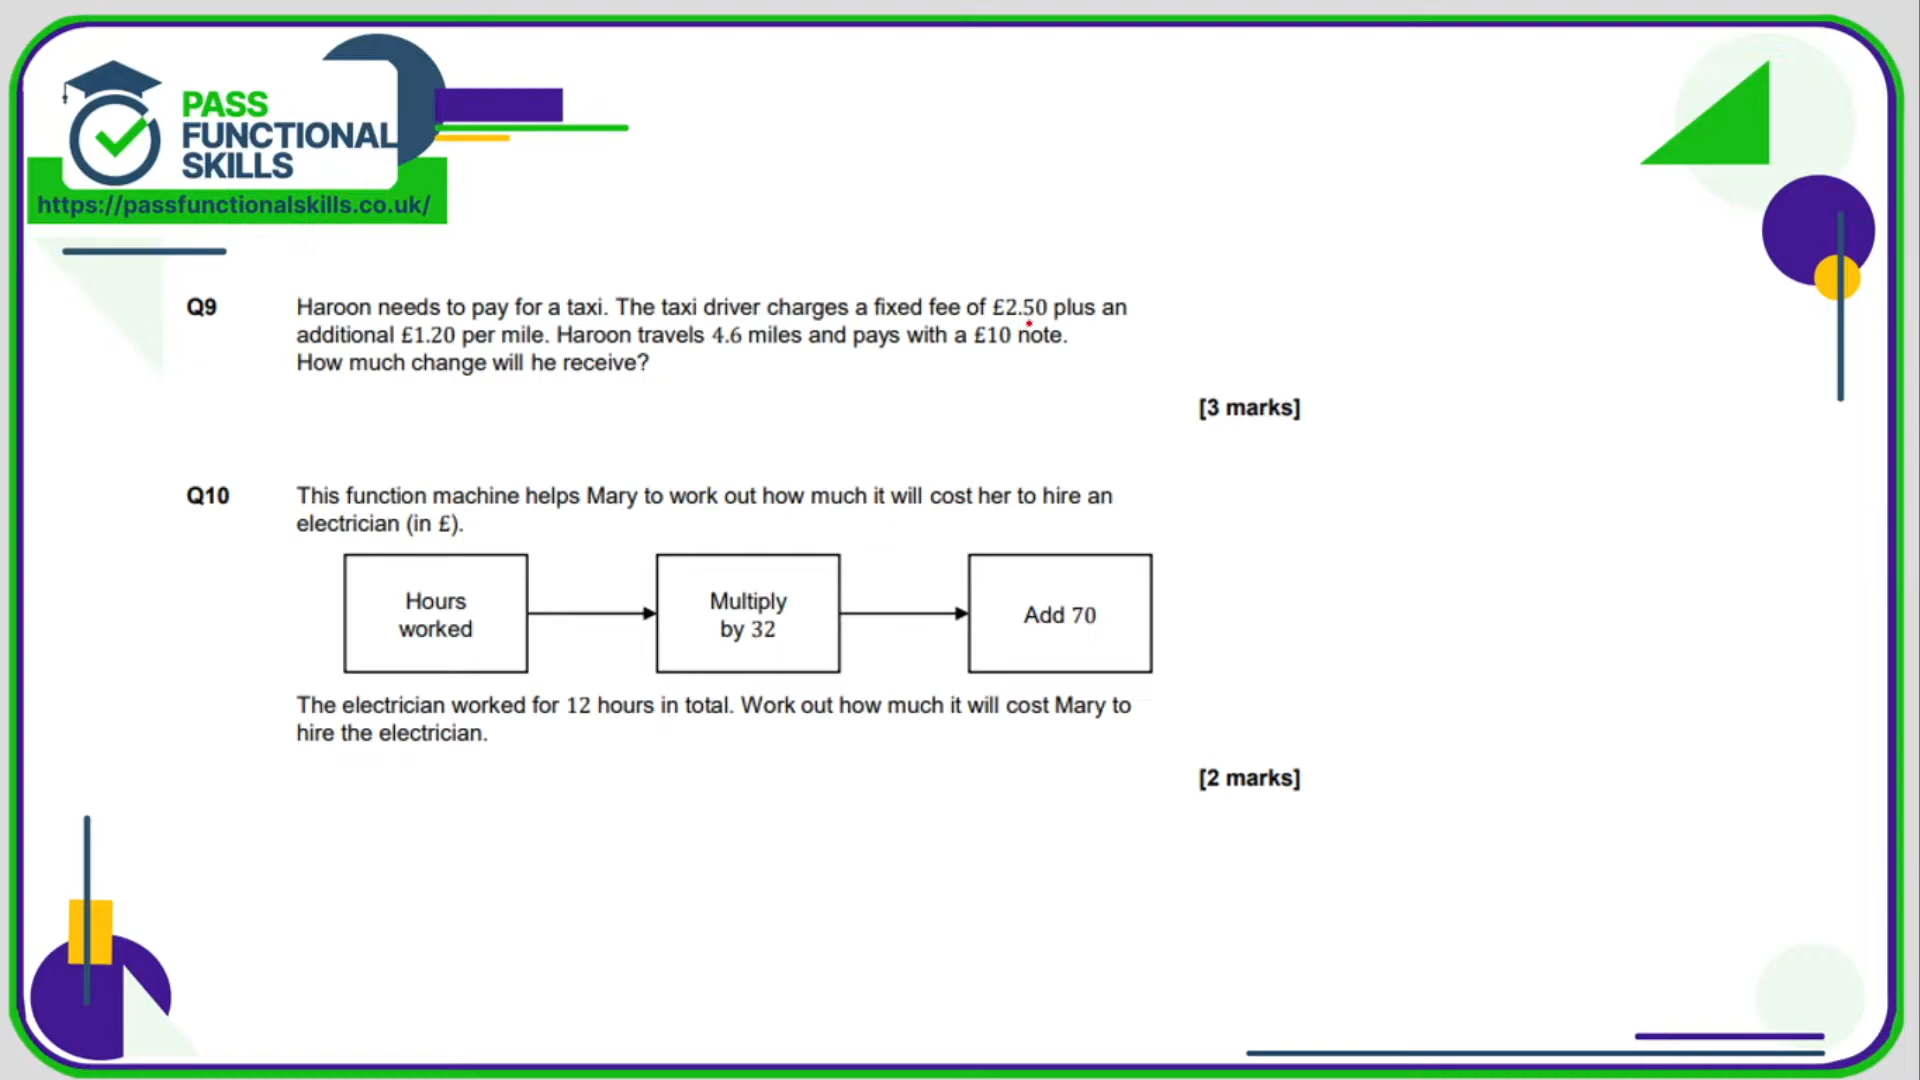 PASS
FUNCTIONAL
SKILLS
https://passfunctionalskills.co.uk/
Q9 Haroon needs to pay for a taxi. The taxi driver charges a fixed fee of £2.50 plus an
additional £1.20 per mile. Haroon travels 4.6 miles and pays with a £10 note.
How much change will he receive?
[3 marks]
Q10 This function machine helps Mary to work out how much it will cost her to hire an
electrician (in £).
Hours
worked
Multiply
by 32
Add 70
The electrician worked for 12 hours in total. Work out how much it will cost Mary to
hire the electrician.
[2 marks]